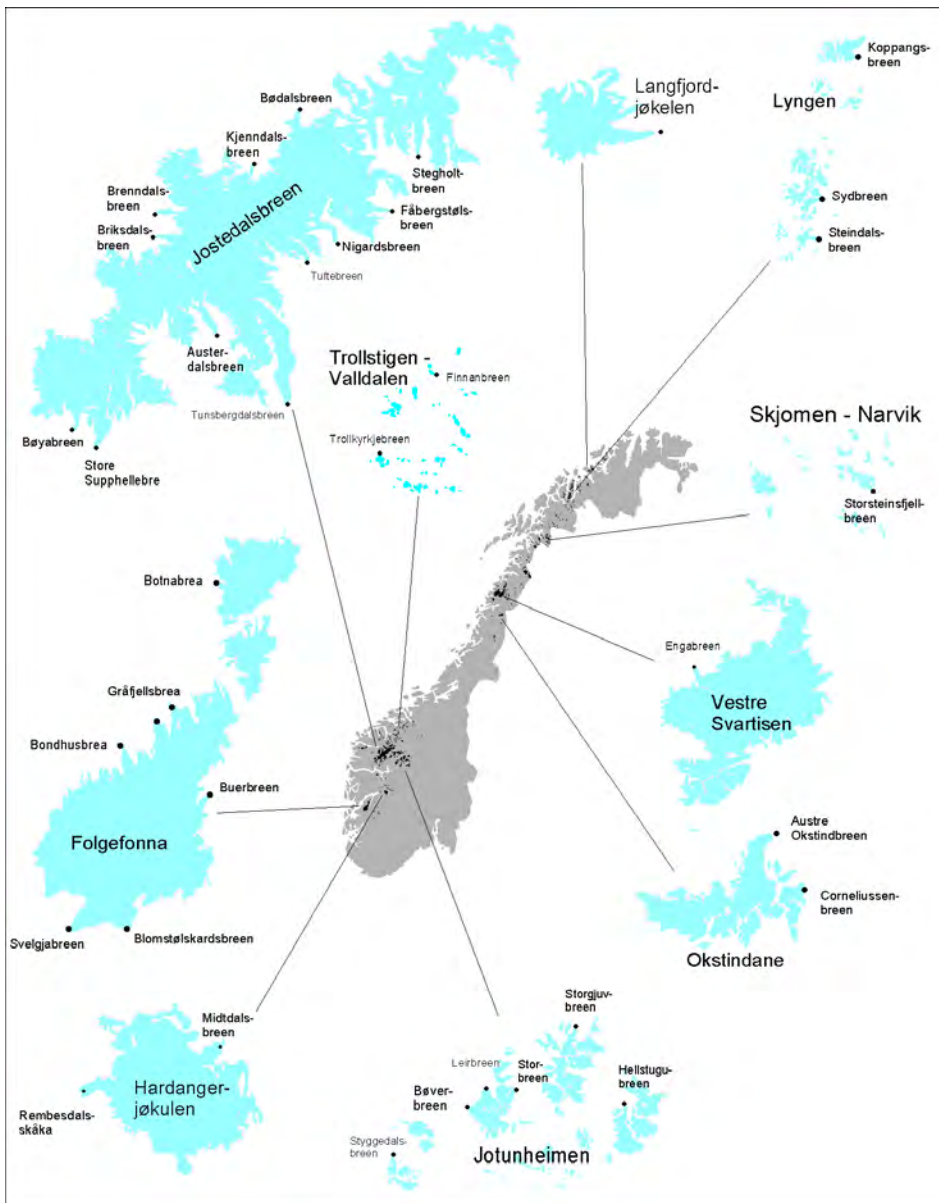 Bødalsbreen
Kjenndals-
breen
Brenndals-
breen
Briksdals-
breen
Jostedalsbreen
Stegholt-
breen
Fåbergstøls-
breen
Nigardsbreen
Tuftebreen
Auster-
dalsbreen
Tunsbergdalsbreen
Bøyabreen
Store
Supphellebre
Langfjord-
jøkelen
Koppangs-
breen
Lyngen
Sydbreen
Steindals-
breen
Trollstigen -
Valldalen
Finnanbreen
Trollkyrkjebreen
Skjomen - Narvik
Storsteinsfjell-
breen
Botnabrea
Gråfjellsbrea
Bondhusbrea
Buerbreen
Folgefonna
Svelgjabreen
Blomstølskardsbreen
Engabreen
Vestre
Svartisen
Austre
Okstindbreen
Corneliussen-
breen
Okstindane
Midtdals-
breen
Hardanger-
jøkulen
Rembesdals-
skåka
Storgjuv-
breen
Leirbreen
Stor-
breen
Hellstugu-
breen
Bøver-
breen
Styggedals-
breen
Jotunheimen